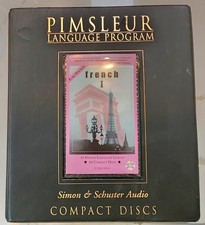 PIMSLEUR
LANGUAGE PROGRAM
french
I
Simon & Schuster Audio
COMPACT DISCS